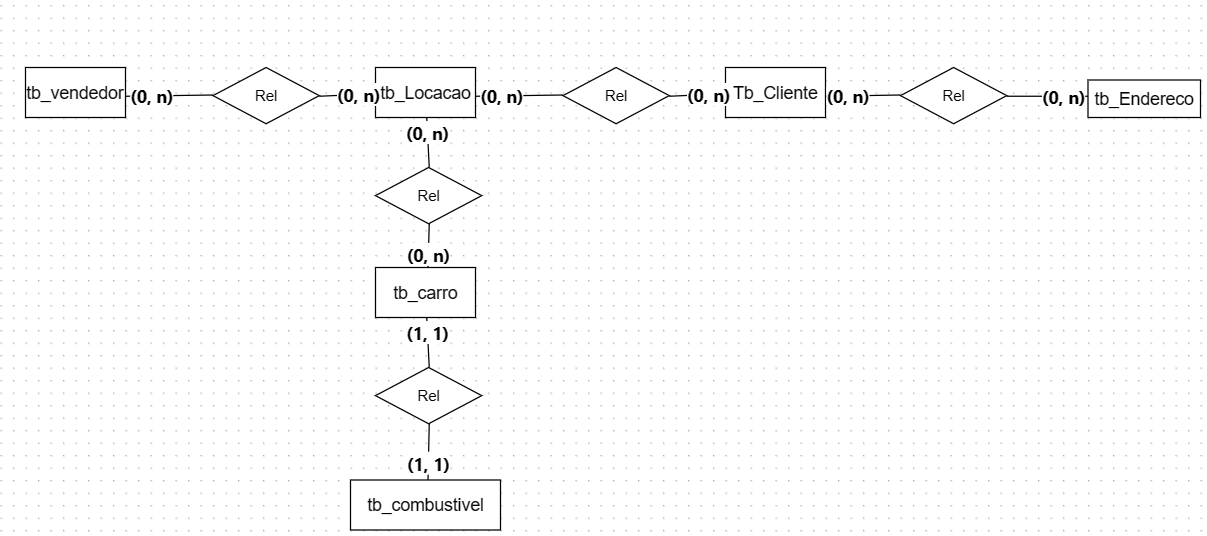 tb_vendedor (0, n) Rel (0, n) tb_Locacao (0, n) Rel (0, n) Tb_Cliente (0, n) Rel (0, n) tb_Endereco
(0, n)
Rel
(0, n)
tb_carro
(1, 1)
Rel
(1, 1)
tb_combustivel